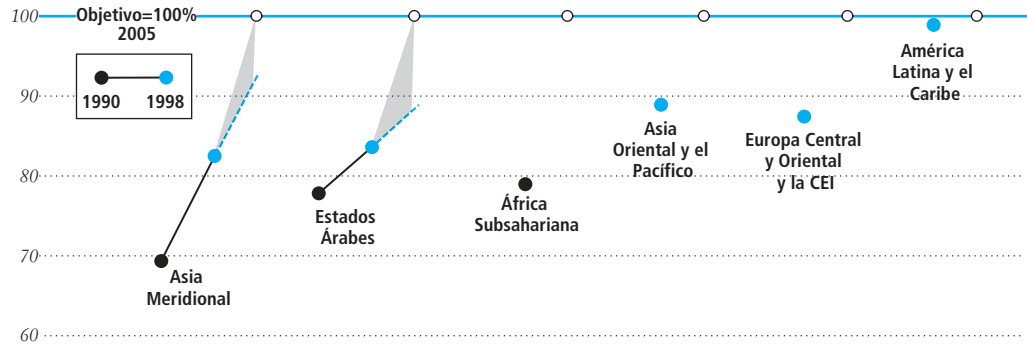 100
Objetivo=100%
2005
1990 1998
90
80
70
60
Asia
Meridional
Estados
Árabes
África
Subsahariana
Asia
Oriental y el
Pacífico
Europa Central
y Oriental
y la CEI
América
Latina y el
Caribe